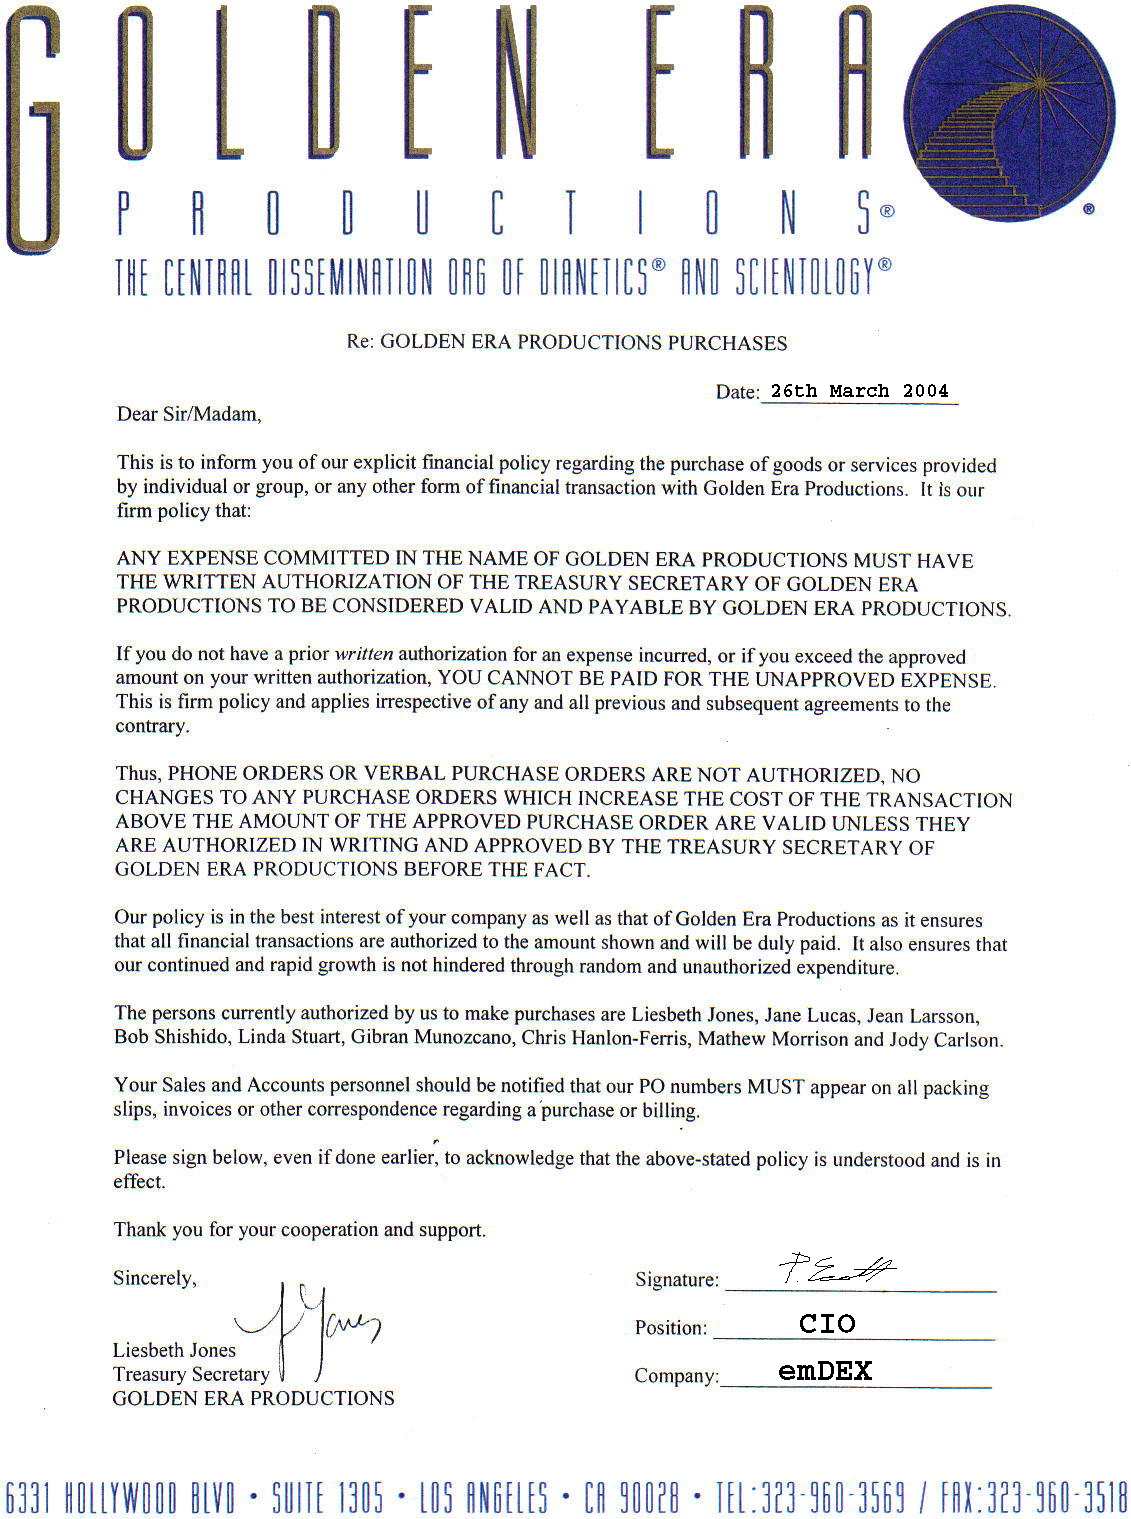 GOLDEN ERA
PRODUCTIONS®
®
THE CENTRAL DISSEMINATION ORG OF DIANETICS® AND SCIENTOLOGY®
Re: GOLDEN ERA PRODUCTIONS PURCHASES
Date: 26th March 2004
Dear Sir/Madam,
This is to inform you of our explicit financial policy regarding the purchase of goods or services provided
by individual or group, or any other form of financial transaction with Golden Era Productions. It is our
firm policy that:
ANY EXPENSE COMMITTED IN THE NAME OF GOLDEN ERA PRODUCTIONS MUST HAVE
THE WRITTEN AUTHORIZATION OF THE TREASURY SECRETARY OF GOLDEN ERA
PRODUCTIONS TO BE CONSIDERED VALID AND PAYABLE BY GOLDEN ERA PRODUCTIONS.
If you do not have a prior written authorization for an expense incurred, or if you exceed the approved
amount on your written authorization, YOU CANNOT BE PAID FOR THE UNAPPROVED EXPENSE.
This is firm policy and applies irrespective of any and all previous and subsequent agreements to the
contrary.
Thus, PHONE ORDERS OR VERBAL PURCHASE ORDERS ARE NOT AUTHORIZED, NO
CHANGES TO ANY PURCHASE ORDERS WHICH INCREASE THE COST OF THE TRANSACTION
ABOVE THE AMOUNT OF THE APPROVED PURCHASE ORDER ARE VALID UNLESS THEY
ARE AUTHORIZED IN WRITING AND APPROVED BY THE TREASURY SECRETARY OF
GOLDEN ERA PRODUCTIONS BEFORE THE FACT.
Our policy is in the best interest of your company as well as that of Golden Era Productions as it ensures
that all financial transactions are authorized to the amount shown and will be duly paid. It also ensures that
our continued and rapid growth is not hindered through random and unauthorized expenditure.
The persons currently authorized by us to make purchases are Liesbeth Jones, Jane Lucas, Jean Larsson,
Bob Shishido, Linda Stuart, Gibran Munozcano, Chris Hanlon-Ferris, Mathew Morrison and Jody Carlson.
Your Sales and Accounts personnel should be notified that our PO numbers MUST appear on all packing
slips, invoices or other correspondence regarding a purchase or billing.
Please sign below, even if done earlier, to acknowledge that the above-stated policy is understood and is in
effect.
Thank you for your cooperation and support.
Sincerely,
L Jones
Liesbeth Jones
Treasury Secretary
GOLDEN ERA PRODUCTIONS
Signature:
Position: CIO
Company: emDEX
6331 HOLLYWOOD BLVD • SUITE 1305 • LOS ANGELES • CA 90028 • TEL:323-960-3569 / FAX:323-960-3518